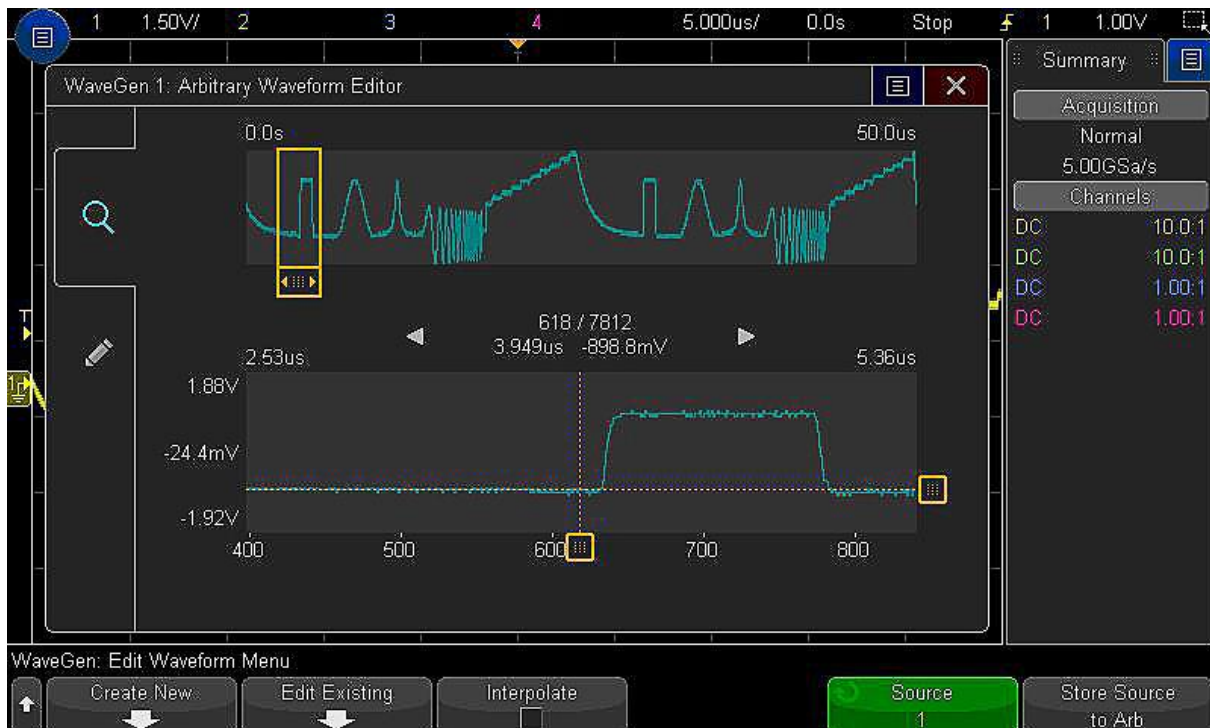 1 1.50V/ 2 3 4 5.000us/ 0.0s Stop 1 1.00V
WaveGen 1: Arbitrary Waveform Editor
0.0s 50.0us
618 / 7812
3.949us -898.8mV
2.53us 5.36us
1.88V
-24.4mV
-1.92V
400 500 600 700 800
T
1
Summary
Acquisition
Normal
5.00GSa/s
Channels
DC 10.0:1
DC 10.0:1
DC 1.00:1
DC 1.00:1
WaveGen: Edit Waveform Menu
Create New
Edit Existing
Interpolate
Source
1
Store Source
to Arb